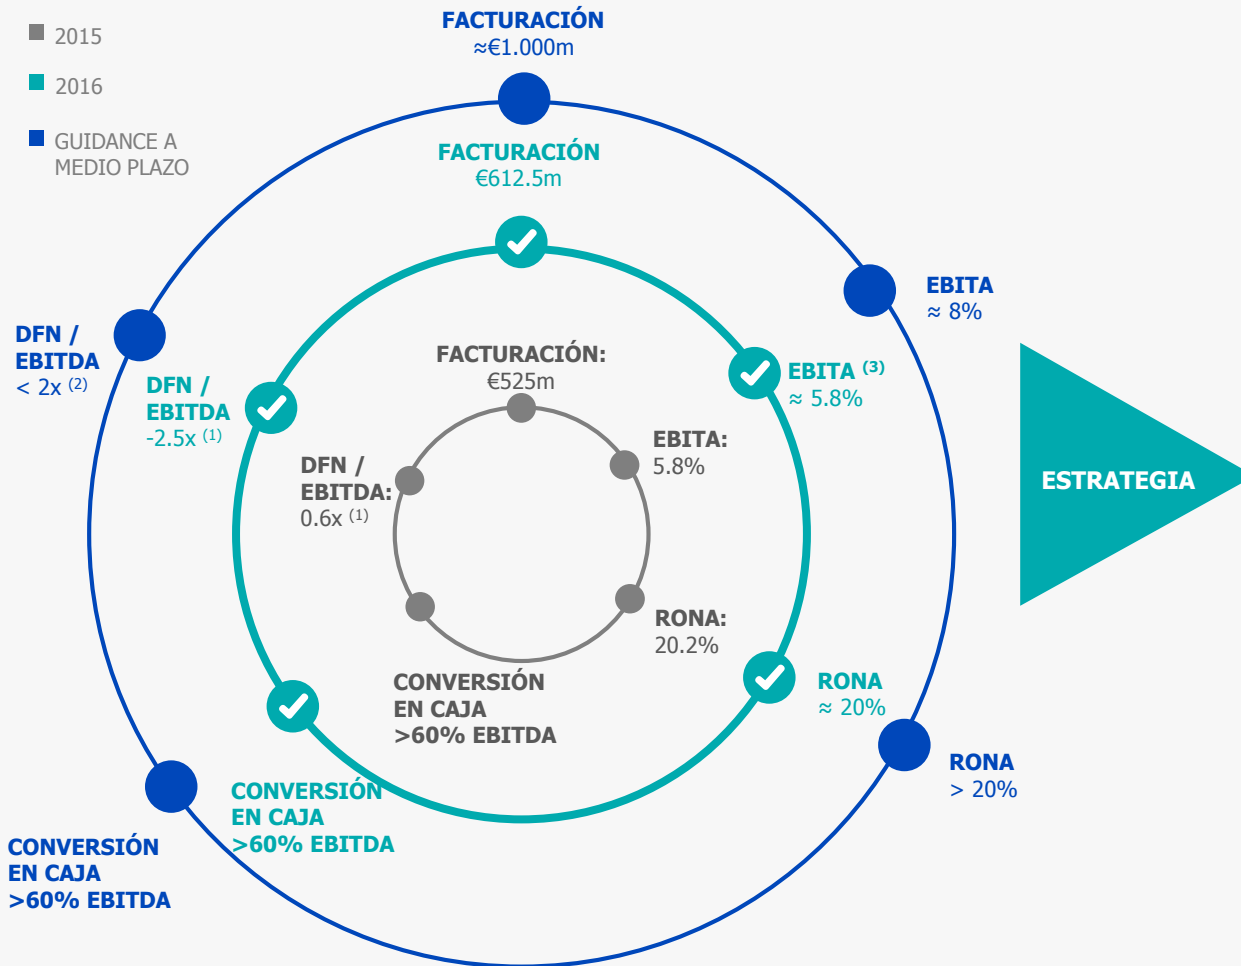 2015
2016
GUIDANCE A
MEDIO PLAZO
FACTURACIÓN
≈€1.000m
FACTURACIÓN
€612.5m
EBITA
≈ 8%
DFN /
EBITDA
< 2x (2)
DFN /
EBITDA
-2.5x (1)
FACTURACIÓN:
€525m
EBITA (3)
≈ 5.8%
EBITA:
5.8%
DFN /
EBITDA:
0.6x (1)
ESTRATEGIA
RONA:
20.2%
CONVERSIÓN
EN CAJA
>60% EBITDA
RONA
≈ 20%
RONA
> 20%
CONVERSIÓN
EN CAJA
>60% EBITDA
CONVERSIÓN
EN CAJA
>60% EBITDA